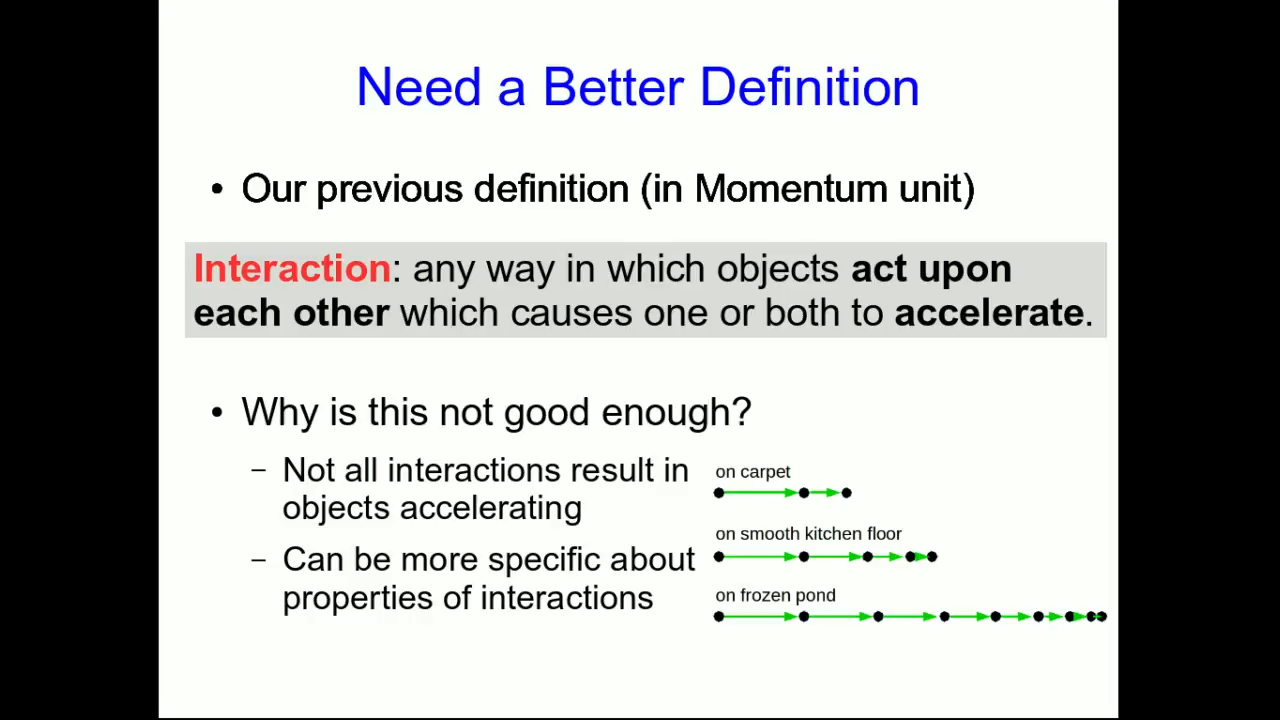 Need a Better Definition
• Our previous definition (in Momentum unit)
Interaction: any way in which objects act upon
each other which causes one or both to accelerate.
• Why is this not good enough?
– Not all interactions result in
objects accelerating
– Can be more specific about
properties of interactions
on carpet
on smooth kitchen floor
on frozen pond